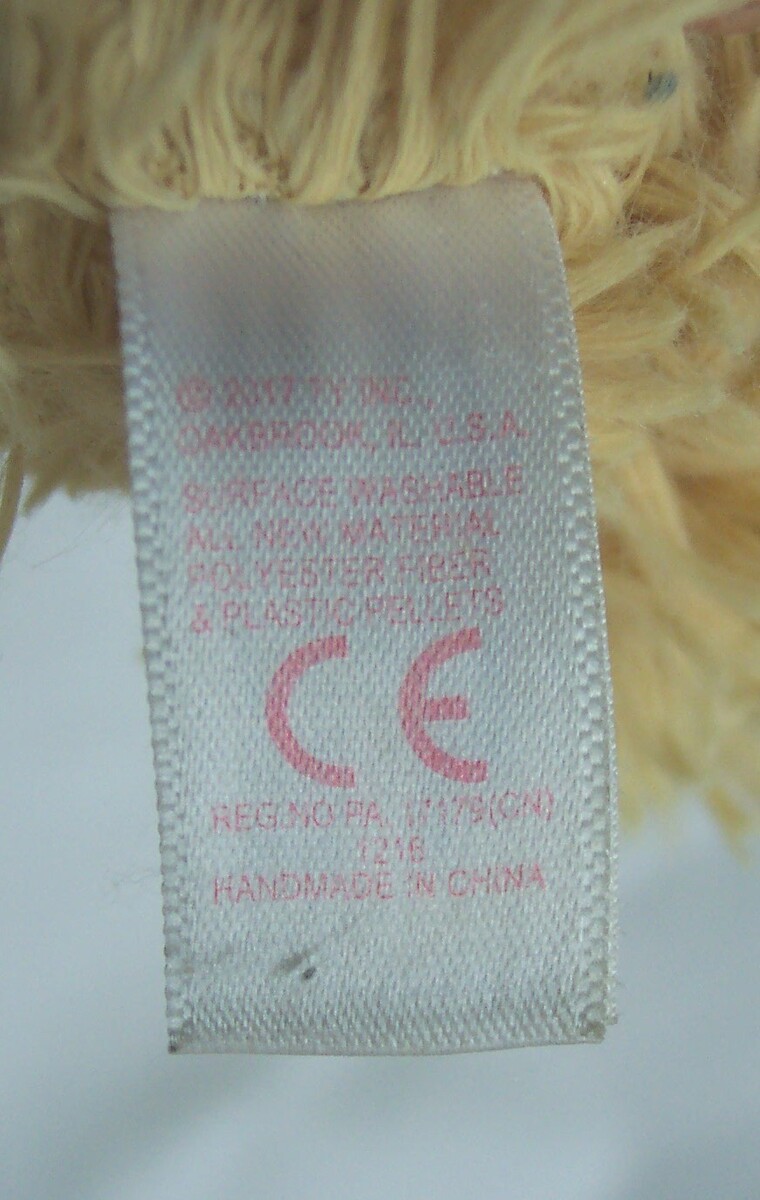 © 2017 TY INC.,
OAKBROOK, IL, U.S.A.
SURFACE WASHABLE
ALL NEW MATERIAL
POLYESTER FIBER
& PLASTIC PELLETS
CE
REG.NO PA. 11179(CN)
1216
HANDMADE IN CHINA